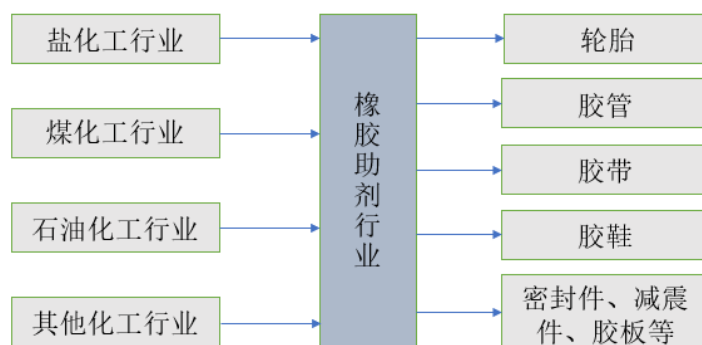 盐化工行业
煤化工行业
石油化工行业
其他化工行业
橡胶助剂行业
轮胎
胶管
胶带
胶鞋
密封件、减震
件、胶板等